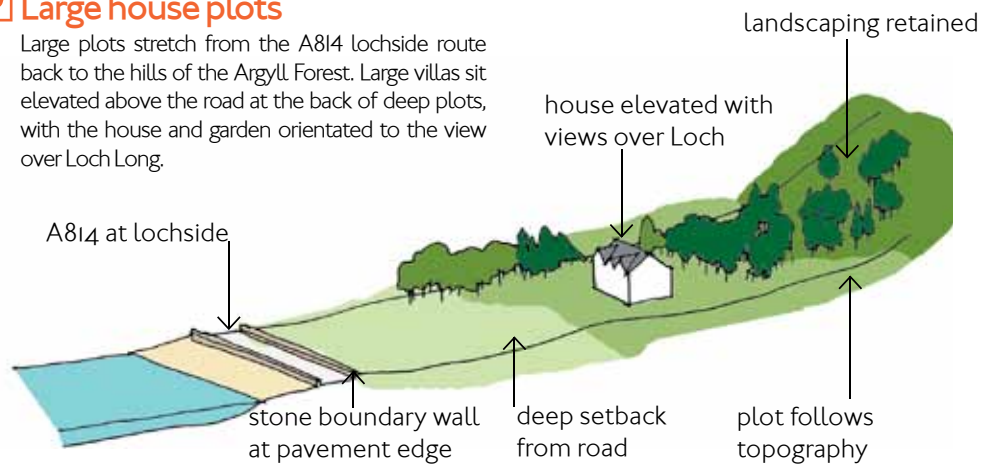 Large house plots
Large plots stretch from the A814 lochside route
back to the hills of the Argyll Forest. Large villas sit
elevated above the road at the back of deep plots,
with the house and garden orientated to the view
over Loch Long.
landscaping retained
house elevated with
views over Loch
A814 at lochside
stone boundary wall
at pavement edge
deep setback
from road
plot follows
topography